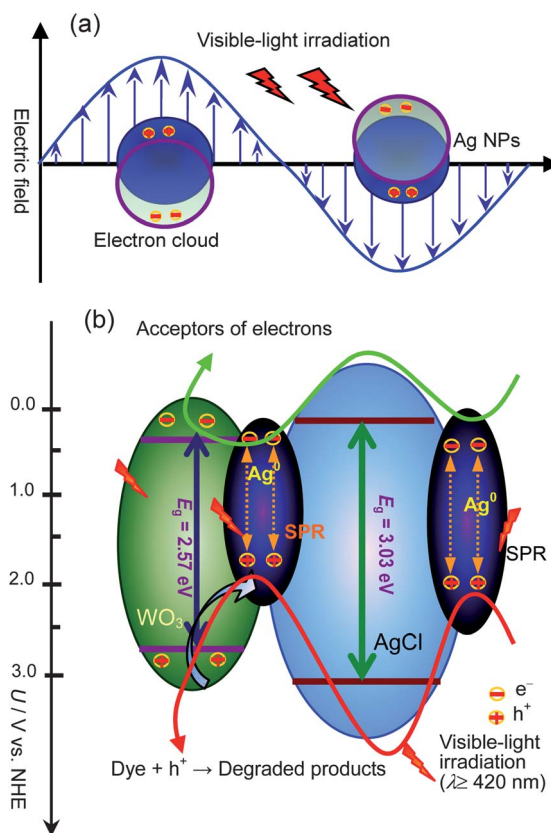 (a)
Visible-light irradiation
Electric field
Ag NPs
Electron cloud
(b)
Acceptors of electrons
0.0
1.0
2.0
3.0
U / V vs. NHE
Ag⁰
Ag⁰
E_g = 2.57 eV
SPR
E_g = 3.03 eV
SPR
WO₃
AgCl
e⁻
h⁺
Dye + h⁺ → Degraded products
Visible-light
irradiation
(λ≥ 420 nm)